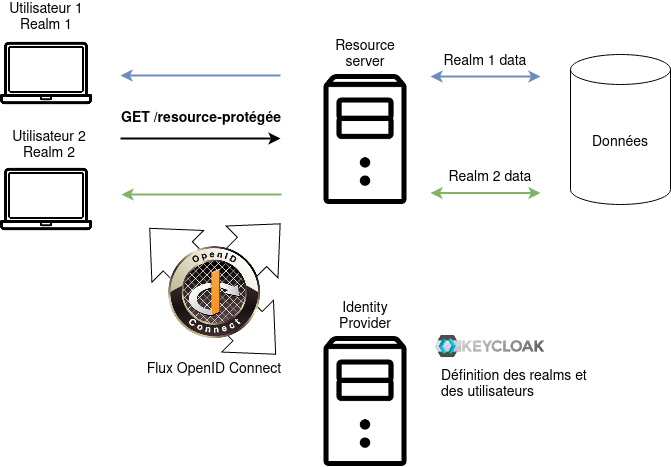 Utilisateur 1
Realm 1
Resource
server
Realm 1 data
GET /resource-protégée
Utilisateur 2
Realm 2
Données
Realm 2 data
OpenID
Connect
Flux OpenID Connect
Identity
Provider
KEYCLOAK
Définition des realms et
des utilisateurs